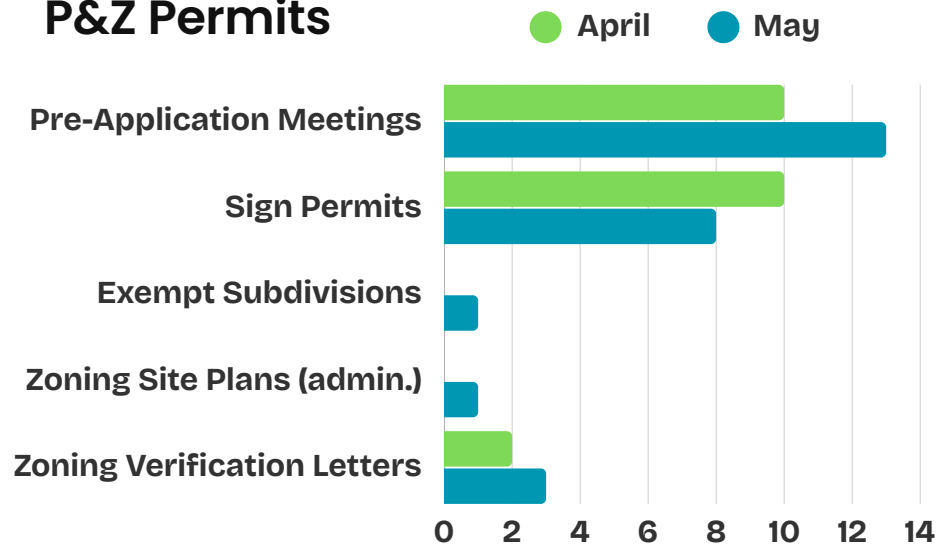 P&Z Permits
April May
Pre-Application Meetings
Sign Permits
Exempt Subdivisions
Zoning Site Plans (admin.)
Zoning Verification Letters
0 2 4 6 8 10 12 14